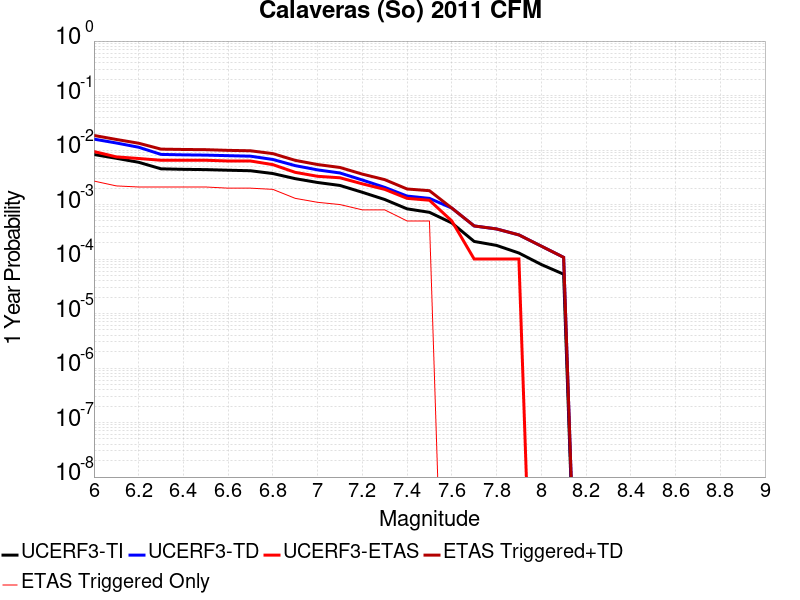 Calaveras (So) 2011 CFM
10^0
10^-1
10^-2
10^-3
10^-4
10^-5
10^-6
10^-7
10^-8
1 Year Probability
6 6.2 6.4 6.6 6.8 7 7.2 7.4 7.6 7.8 8 8.2 8.4 8.6 8.8 9
Magnitude
UCERF3-TI UCERF3-TD UCERF3-ETAS ETAS Triggered+TD
ETAS Triggered Only